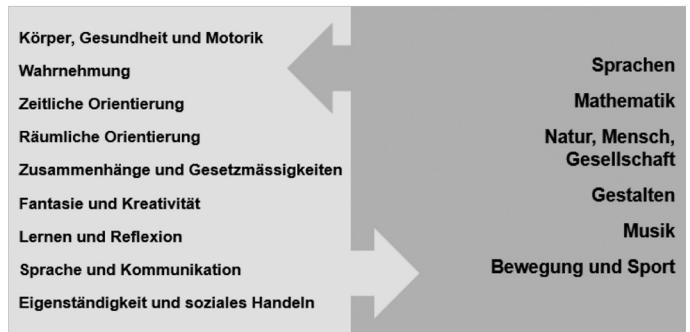 Körper, Gesundheit und Motorik
Wahrnehmung
Zeitliche Orientierung
Räumliche Orientierung
Zusammenhänge und Gesetzmässigkeiten
Fantasie und Kreativität
Lernen und Reflexion
Sprache und Kommunikation
Eigenständigkeit und soziales Handeln
Sprachen
Mathematik
Natur, Mensch,
Gesellschaft
Gestalten
Musik
Bewegung und Sport